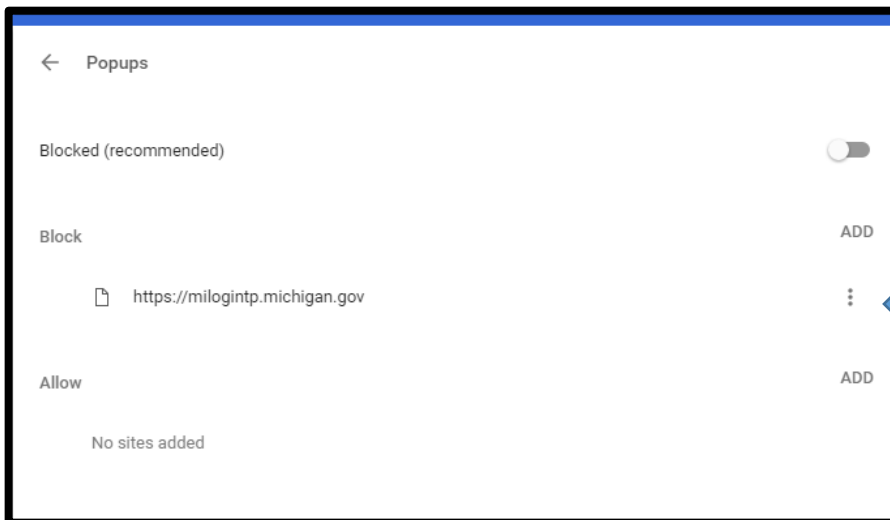 Popups
Blocked (recommended)
Block ADD
https://milogintp.michigan.gov
Allow ADD
No sites added